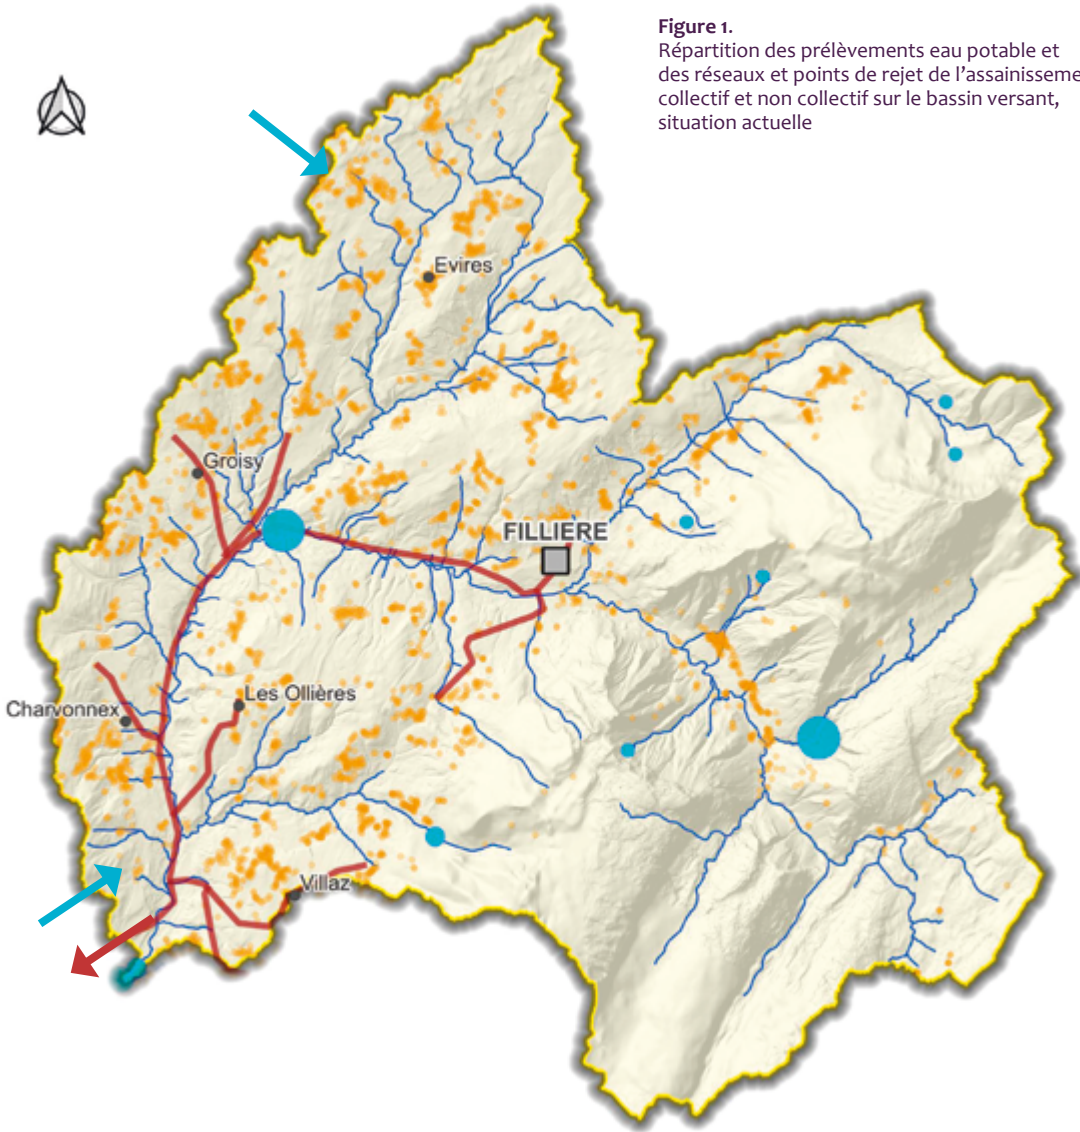 Figure 1.
Répartition des prélèvements eau potable et
des réseaux et points de rejet de l'assainisseme
collectif et non collectif sur le bassin versant,
situation actuelle
Evires
Groisy
FILLIERE
Les Ollières
Charvonnex
Villaz